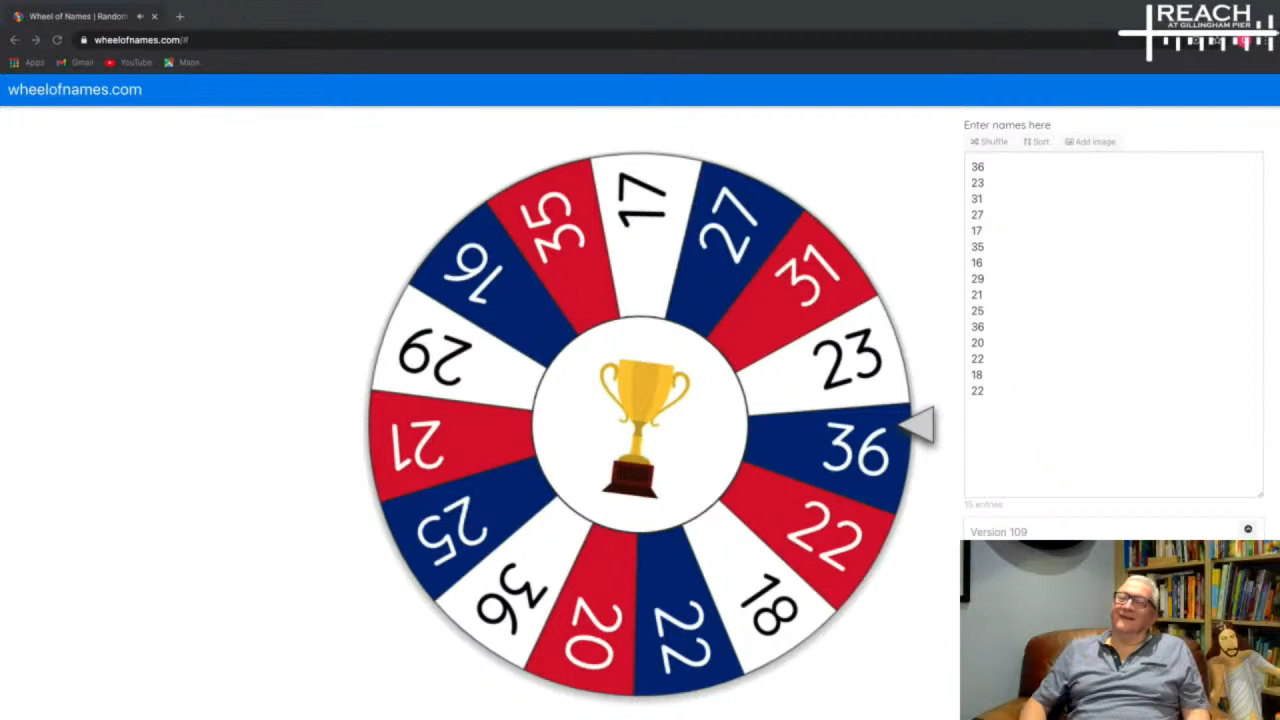 Wheel of Names | Random
wheelofnames.com/#
Apps
Gmail
YouTube
Maps
REACH
AT GILLINGHAM PIER
wheelofnames.com
Enter names here
Shuffle
Sort
Add image
36
23
31
27
17
35
16
29
21
25
36
20
22
18
22
15 entries
Version 109
17
27
31
23
36
22
18
22
20
36
25
21
29
16
35